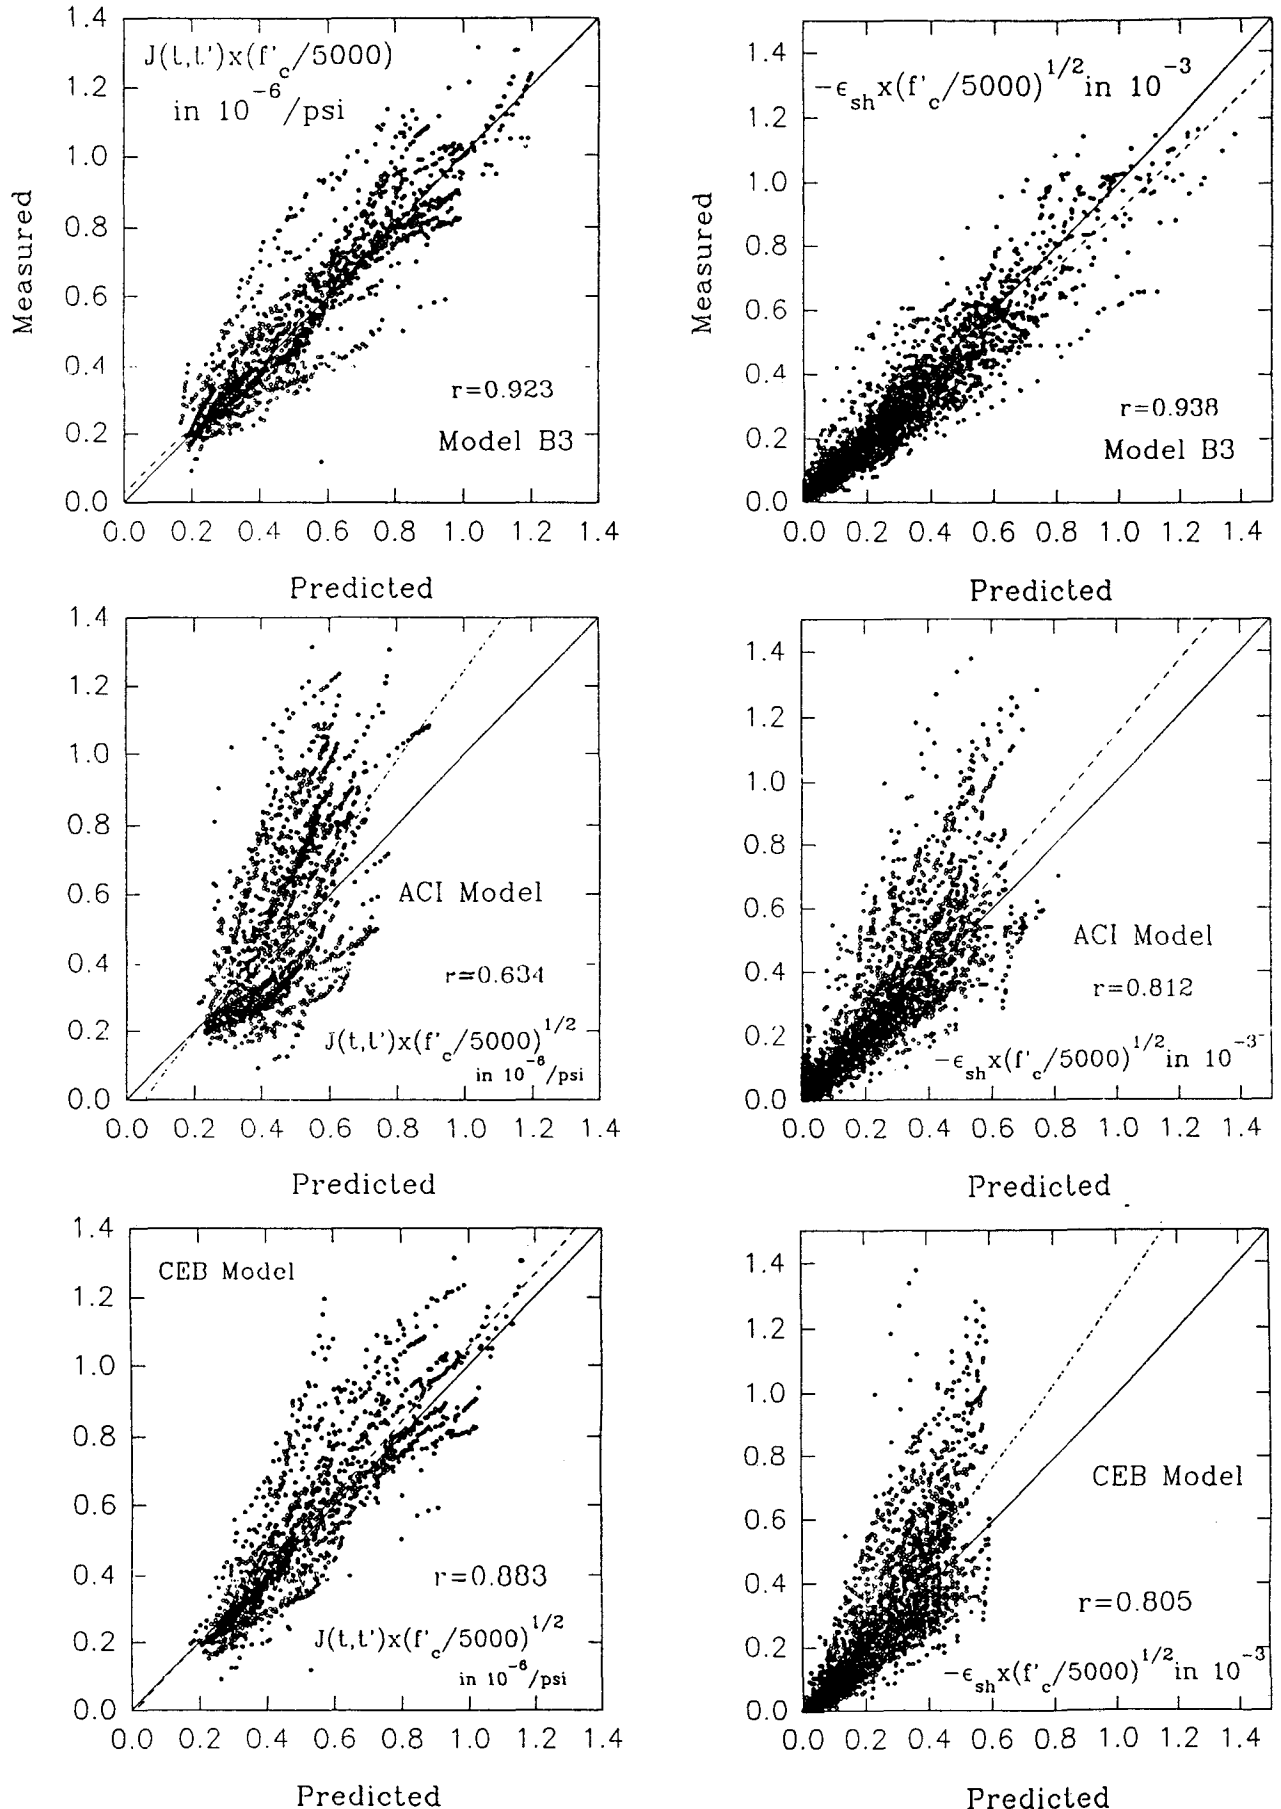 1.4
1.2
1.0
0.8
0.6
0.4
0.2
0.0
Measured
J(t,t')x(f'c/5000)
in 10⁻⁶/psi
r=0.923
Model B3
0.0 0.2 0.4 0.6 0.8 1.0 1.2 1.4
Predicted
1.4
1.2
1.0
0.8
0.6
0.4
0.2
0.0
Measured
-ϵshx(f'c/5000)^1/2 in 10⁻³
r=0.938
Model B3
0.0 0.2 0.4 0.6 0.8 1.0 1.2 1.4
Predicted
1.4
1.2
1.0
0.8
0.6
0.4
0.2
0.0
ACI Model
r=0.634
J(t,t')x(f'c/5000)^1/2
in 10⁻⁶/psi
0.0 0.2 0.4 0.6 0.8 1.0 1.2 1.4
Predicted
1.4
1.2
1.0
0.8
0.6
0.4
0.2
0.0
ACI Model
r=0.812
-ϵshx(f'c/5000)^1/2 in 10⁻³
0.0 0.2 0.4 0.6 0.8 1.0 1.2 1.4
Predicted
1.4
1.2
1.0
0.8
0.6
0.4
0.2
0.0
CEB Model
r=0.883
J(t,t')x(f'c/5000)^1/2
in 10⁻⁶/psi
0.0 0.2 0.4 0.6 0.8 1.0 1.2 1.4
Predicted
1.4
1.2
1.0
0.8
0.6
0.4
0.2
0.0
CEB Model
r=0.805
-ϵshx(f'c/5000)^1/2 in 10⁻³
0.0 0.2 0.4 0.6 0.8 1.0 1.2 1.4
Predicted